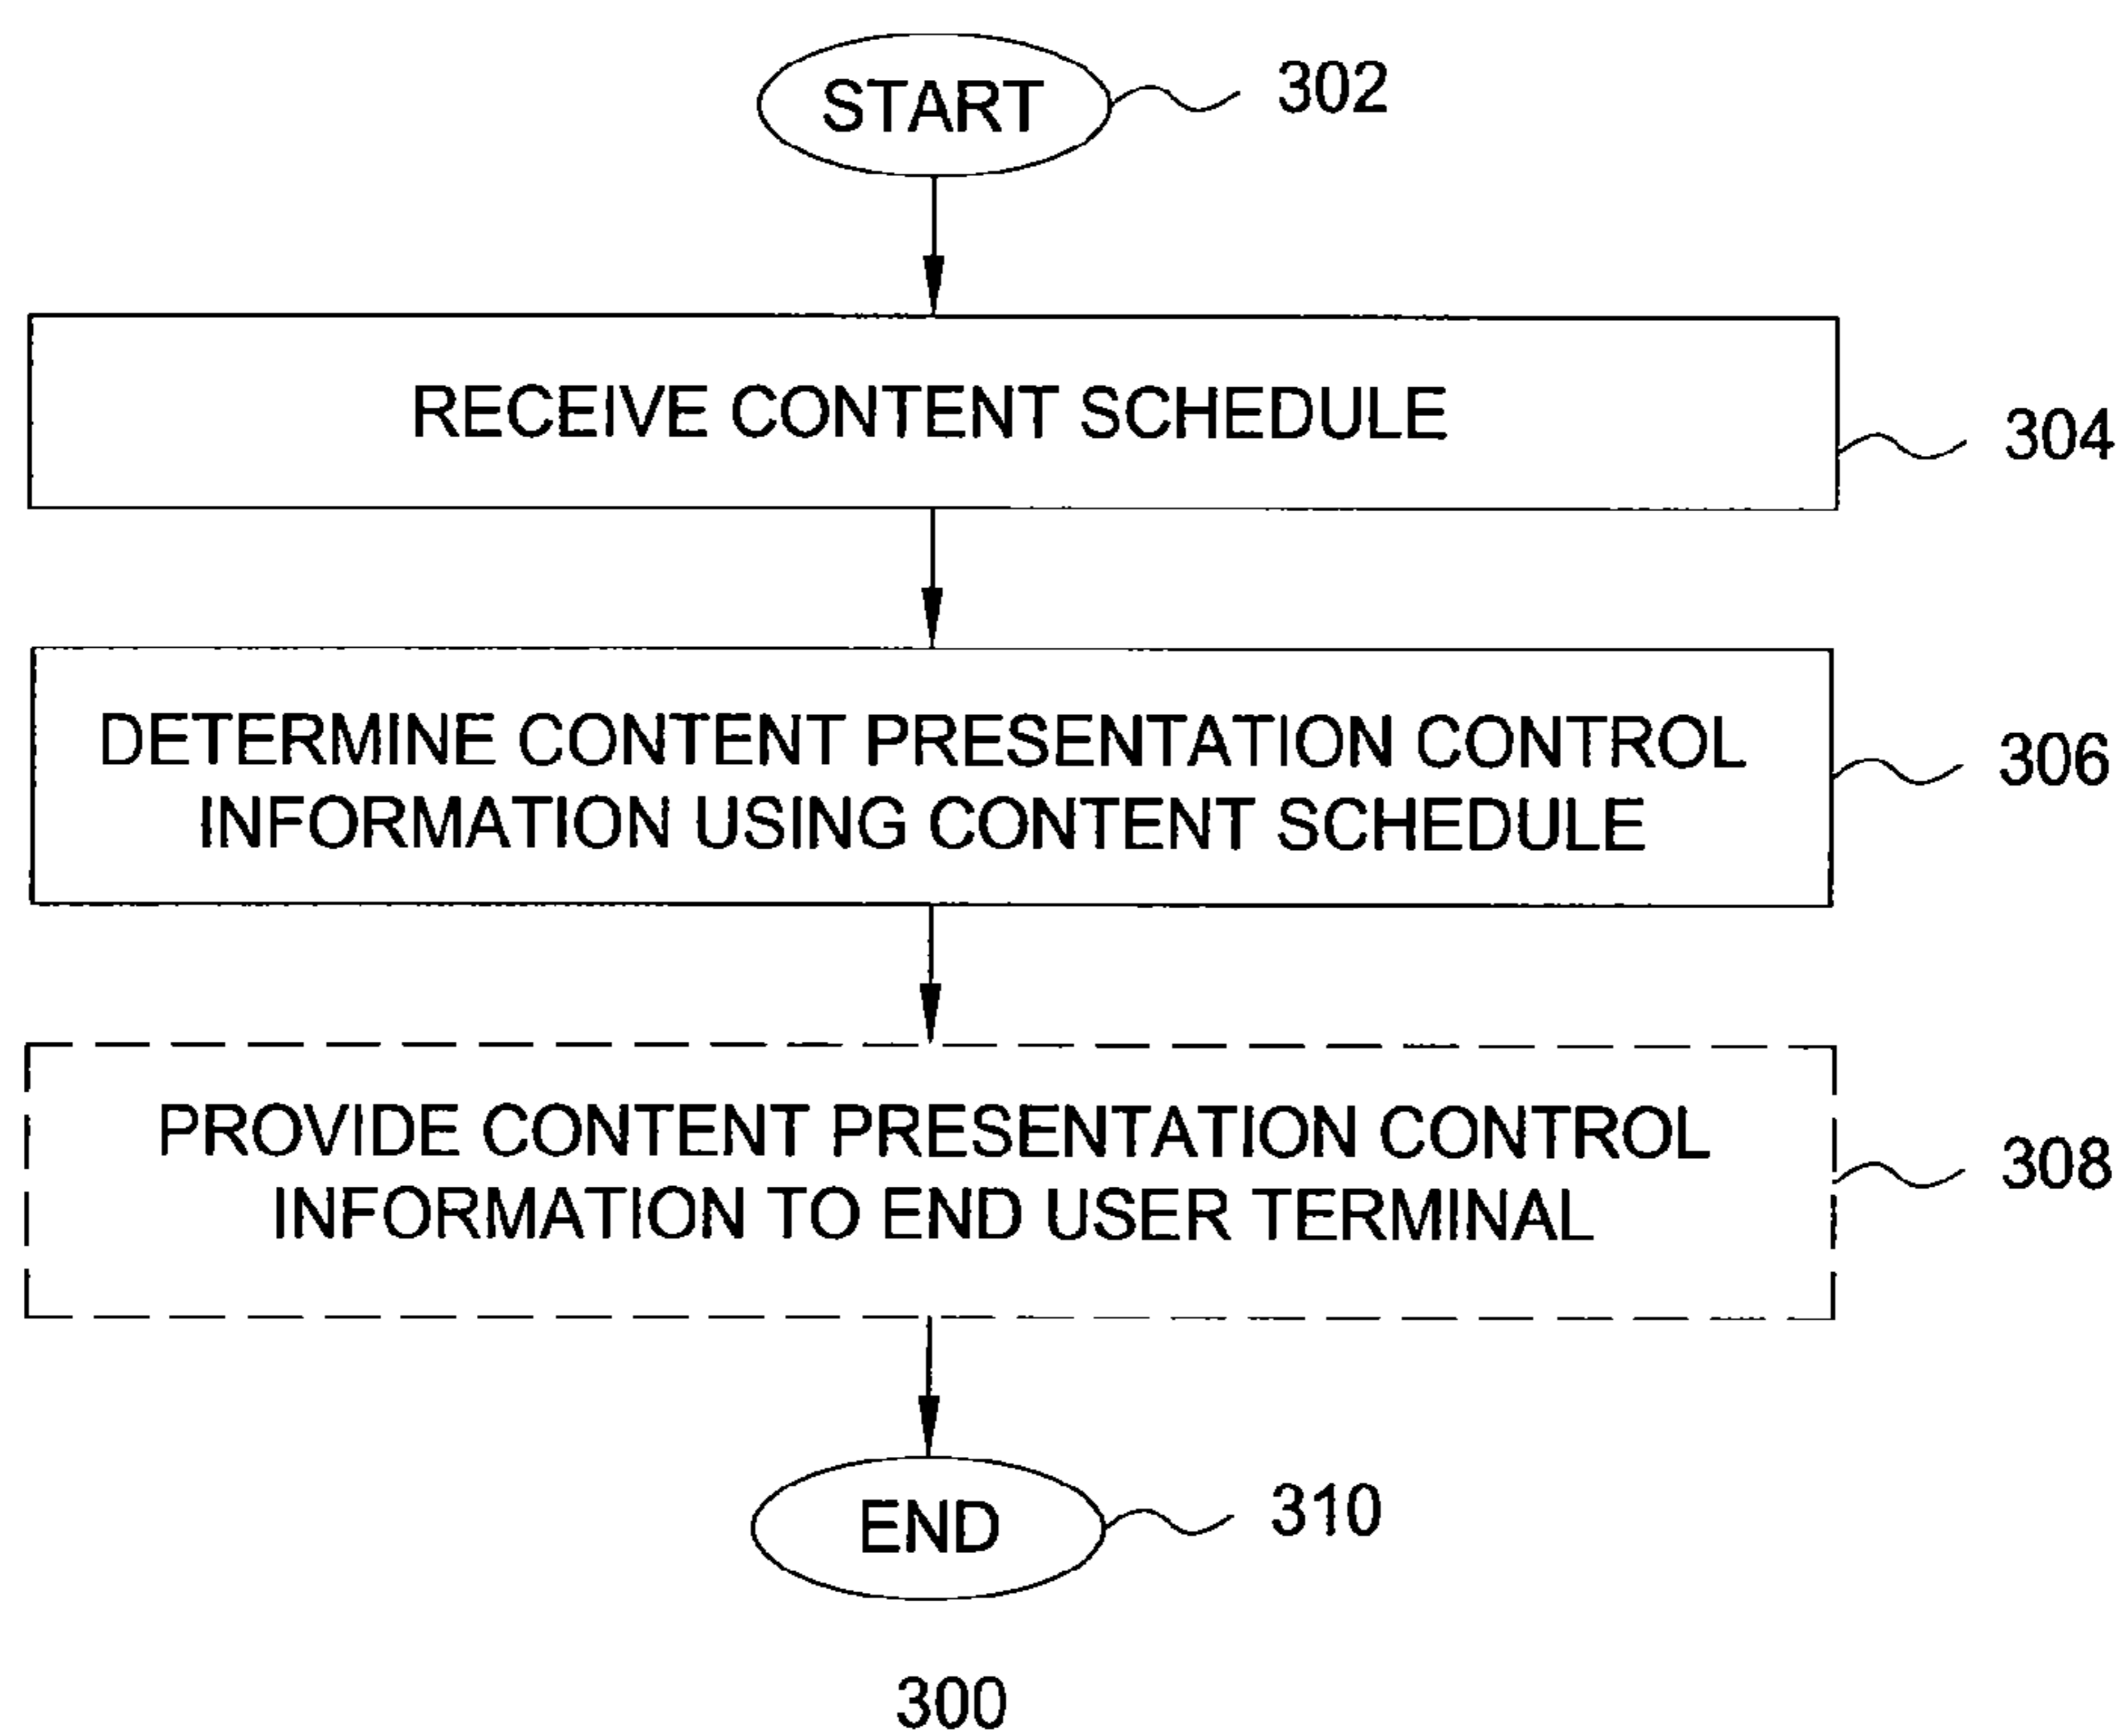 START
302
RECEIVE CONTENT SCHEDULE
304
DETERMINE CONTENT PRESENTATION CONTROL
INFORMATION USING CONTENT SCHEDULE
306
PROVIDE CONTENT PRESENTATION CONTROL
INFORMATION TO END USER TERMINAL
308
END
310
300